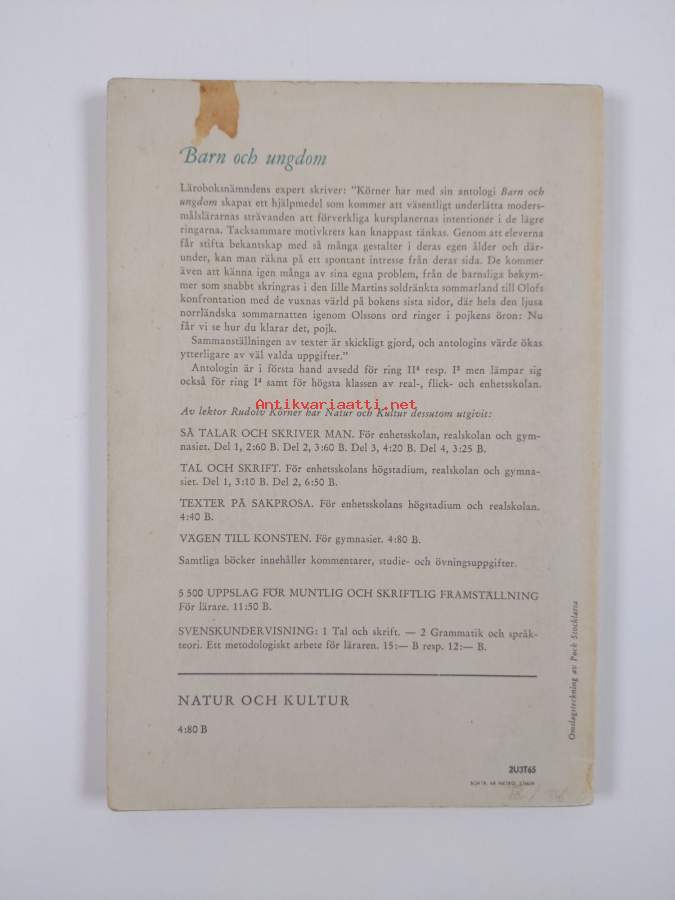 Barn och ungdom
Läroboksnämndens expert skriver: "Körner har med sin antologi Barn och
ungdom skapat ett hjälpmedel som kommer att väsentligt underlätta moders-
målslärarnas strävanden att förverkliga kursplanernas intentioner i de lägre
ringarna. Tacksammare motivkrets kan knappast tänkas. Genom att eleverna
får stifta bekantskap med så många gestalter i deras egen ålder och där-
under, kan man räkna på ett spontant intresse från deras sida. De kommer
även att känna igen många av sina egna problem, från de barnsliga bekym-
mer som snabbt skringras i den lille Martins soldränkta sommarland till Olofs
konfrontation med de vuxnas värld på bokens sista sidor, där hela den ljusa
norrländska sommarnatten igenom Olssons ord ringer i pojkens öron: Nu
får vi se hur du klarar det, pojk.
Sammanställningen av texter är skickligt gjord, och antologins värde ökas
ytterligare av väl valda uppgifter."
Antologin är i första hand avsedd för ring II⁴ resp. I³ men lämpar sig
också för ring I⁴ samt för högsta klassen av real-, flick- och enhetsskolan.
Antikvariaatti.net
Av lektor Rudolv Körner har Natur och Kultur dessutom utgivit:
SÅ TALAR OCH SKRIVER MAN. För enhetsskolan, realskolan och gym-
nasiet. Del 1, 2:60 B. Del 2, 3:60 B. Del 3, 4:20 B. Del 4, 3:25 B.
TAL OCH SKRIFT. För enhetsskolans högstadium, realskolan och gymna-
siet. Del 1, 3:10 B. Del 2, 6:50 B.
TEXTER PÅ SAKPROSA. För enhetsskolans högstadium och realskolan.
4:40 B.
VÄGEN TILL KONSTEN. För gymnasiet. 4:80 B.
Samtliga böcker innehåller kommentarer, studie- och övningsuppgifter.
5 500 UPPSLAG FÖR MUNTLIG OCH SKRIFTLIG FRAMSTÄLLNING
För lärare. 11:50 B.
SVENSKUNDERVISNING: 1 Tal och skrift. — 2 Grammatik och språk-
teori. Ett metodologiskt arbete för läraren. 15:— B resp. 12:— B.
NATUR OCH KULTUR
4:80 B
Omslagsteckning av Puck Stocklassa
2U3T65